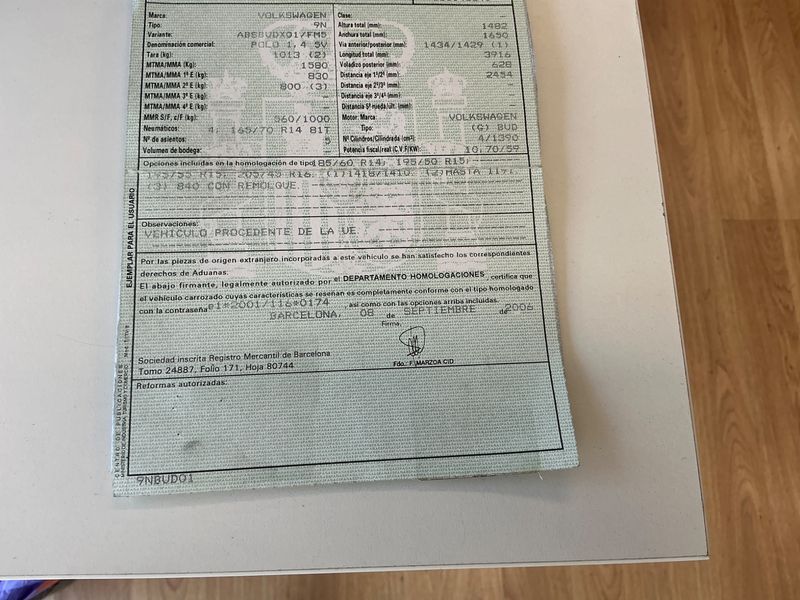 Marca: VOLKSWAGEN
Tipo: 9N
Variante: ABSBUDX01/FM5
Denominación comercial: POLO 1,4 5V
Tara (kg): 1013 (2)
MTMA/MMA (Kg): 1580
MTMA/MMA 1º E (kg): 830
MTMA/MMA 2º E (kg): 800 (3)
MTMA/MMA 3º E (kg): —
MTMA/MMA 4º E (kg): —
MMR S/F, c/F (kg): 560/1000
Neumáticos: 4; 165/70 R14 81T
Nº de asientos: 5
Volumen de bodega: —
Clase: —
Altura total (mm): 1482
Anchura total (mm): 1650
Vía anterior/posterior (mm): 1434/1429 (1)
Longitud total (mm): 3916
Voladizo posterior (mm): 628
Distancia eje 1º/2º (mm): 2454
Distancia eje 2º/3º (mm): —
Distancia eje 3º/4º (mm): —
Distancia 5ª rueda/últ. (mm): —
Motor: Marca: VOLKSWAGEN
Tipo: (G) BUD
Nº Cilindros/Cilindrada (cm³): 4/1390
Potencia fiscal/real (C.V.F/KW): 10,70/59
Opciones incluidas en la homologación de tipo: 185/60 R14; 195/50 R15;
195/55 R15; 205/45 R16. (1)1418/1410. (2)HASTA 1191.
(3) 840 CON REMOLQUE.
Observaciones:
VEHICULO PROCEDENTE DE LA UE.
Por las piezas de origen extranjero incorporadas a este vehículo se han satisfecho los correspondientes
derechos de Aduanas.
El abajo firmante, legalmente autorizado por el DEPARTAMENTO HOMOLOGACIONES certifica que
el vehículo carrozado cuyas características se reseñan es completamente conforme con el tipo homologado
con la contraseña e1*2001/116*0174 , así como con las opciones arriba incluidas.
BARCELONA, 08 de SEPTIEMBRE de 2006
Firma,
Sociedad inscrita Registro Mercantil de Barcelona
Tomo 24887, Folio 171, Hoja 80744
Fdo. F. MARZOA CID
Reformas autorizadas:
9NBUD01
EJEMPLAR PARA EL USUARIO
CENTRO DE PUBLICACIONES
MINISTERIO DE INDUSTRIA, TURISMO Y COMERCIO.